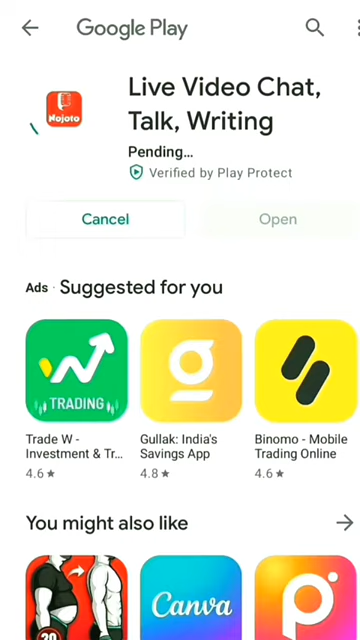 Google Play
Nojoto
Live Video Chat,
Talk, Writing
Pending...
Verified by Play Protect
Cancel
Open
Ads · Suggested for you
TRADING
Trade W -
Investment & Tr...
4.6★
Gullak: India's
Savings App
4.8★
Binomo - Mobile
Trading Online
4.6★
You might also like
30
Canva